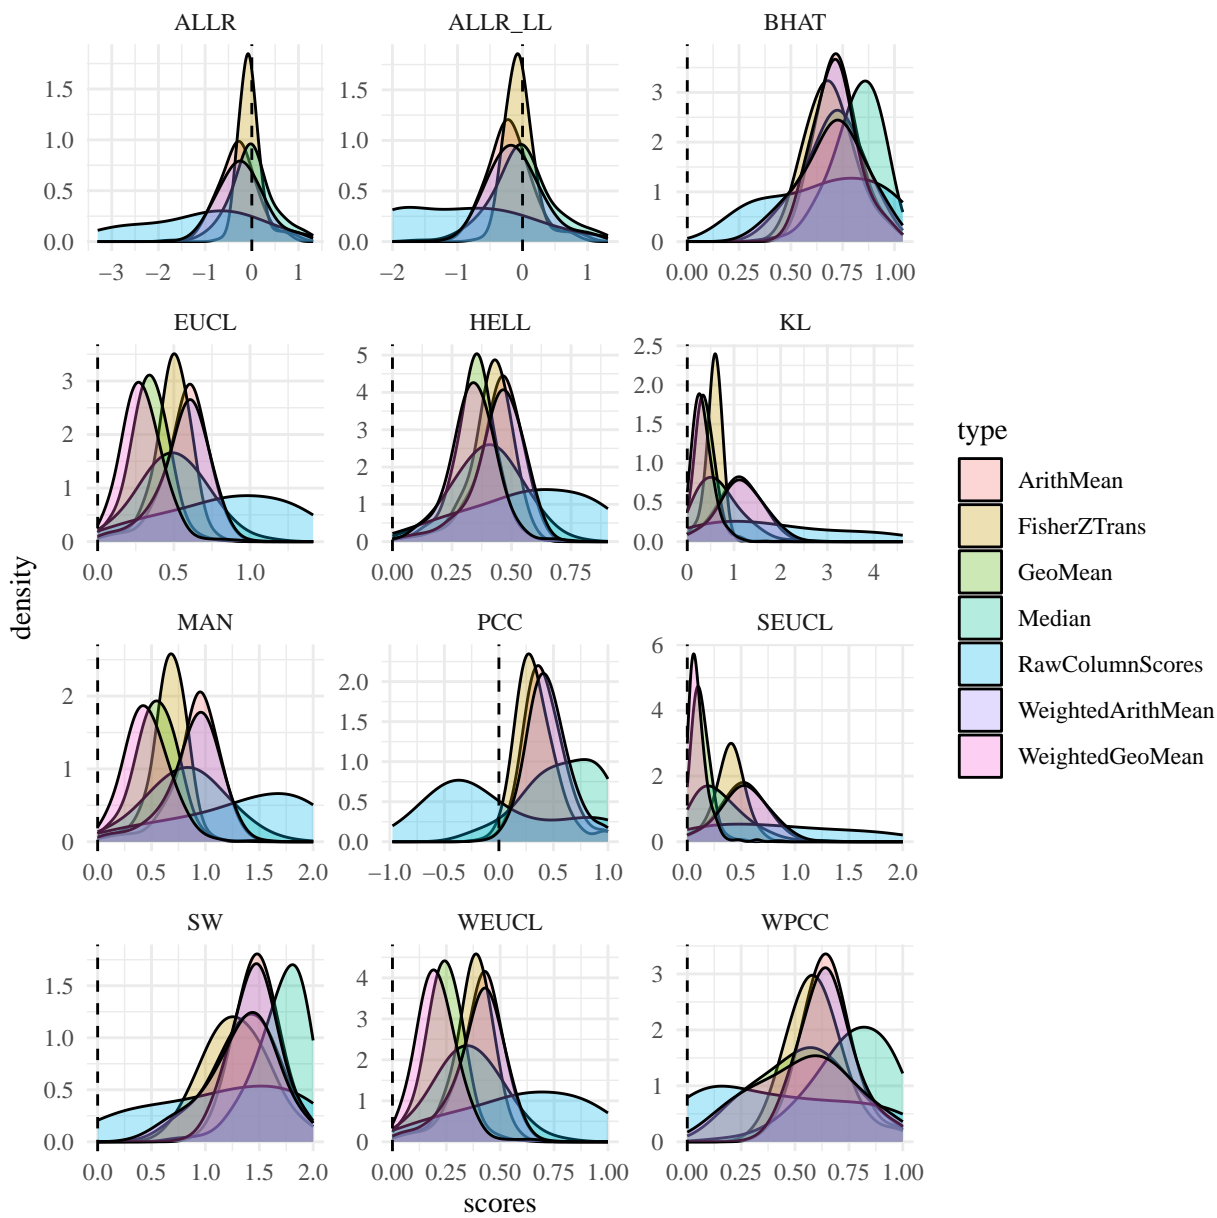 ALLR ALLR_LL BHAT
1.5 1.5 3
1.0 1.0 2
0.5 0.5 1
0.0 0.0 0
−3 −2 −1 0 1 −2 −1 0 1 0.00 0.25 0.50 0.75 1.00
EUCL HELL KL
3 5 2.5
2 4 2.0
1 3 1.5
0 2 1.0
1 0.5
0 0.0
0.0 0.5 1.0 0.25 0.50 0.75 0 1 2 3 4
0.00
MAN PCC SEUCL
2 2.0 6
1 1.5 4
0 1.0 2
0.5 0
0.0
0.0 0.5 1.0 1.5 2.0 −1.0 −0.5 0.0 0.5 1.0 0.0 0.5 1.0 1.5 2.0
SW WEUCL WPCC
1.5 4 3
1.0 3 2
0.5 2 1
0.0 1 0
0
0.0 0.5 1.0 1.5 2.0 0.00 0.25 0.50 0.75 1.00 0.00 0.25 0.50 0.75 1.00
scores
density
type
ArithMean
FisherZTrans
GeoMean
Median
RawColumnScores
WeightedArithMean
WeightedGeoMean